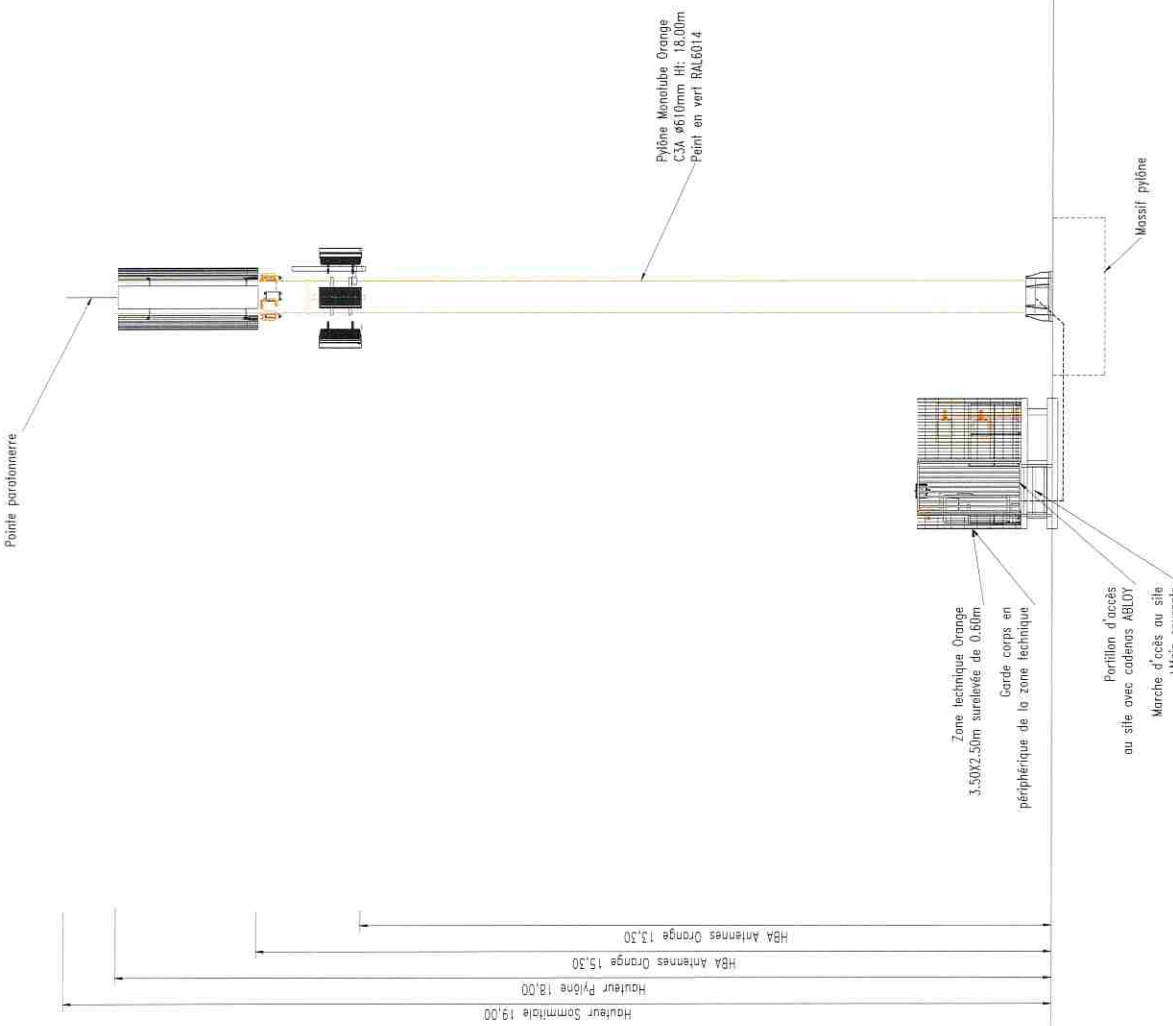 Pointe paratonnerre
Pylône Monotube Orange
C3A ø610mm Ht: 18.00m
Peint en vert RAL6014
Massif pylône
Zone technique Orange
3.50X2.50m surelevée de 0.60m
Garde corps en
périphérique de la zone technique
Portillon d'accès
au site avec cadenas ABLOY
Marche d'ccès au site
HBA Antennes Orange 13,30
HBA Antennes Orange 15,30
Hauteur Pylône 18,00
Hauteur Sommitale 19,00